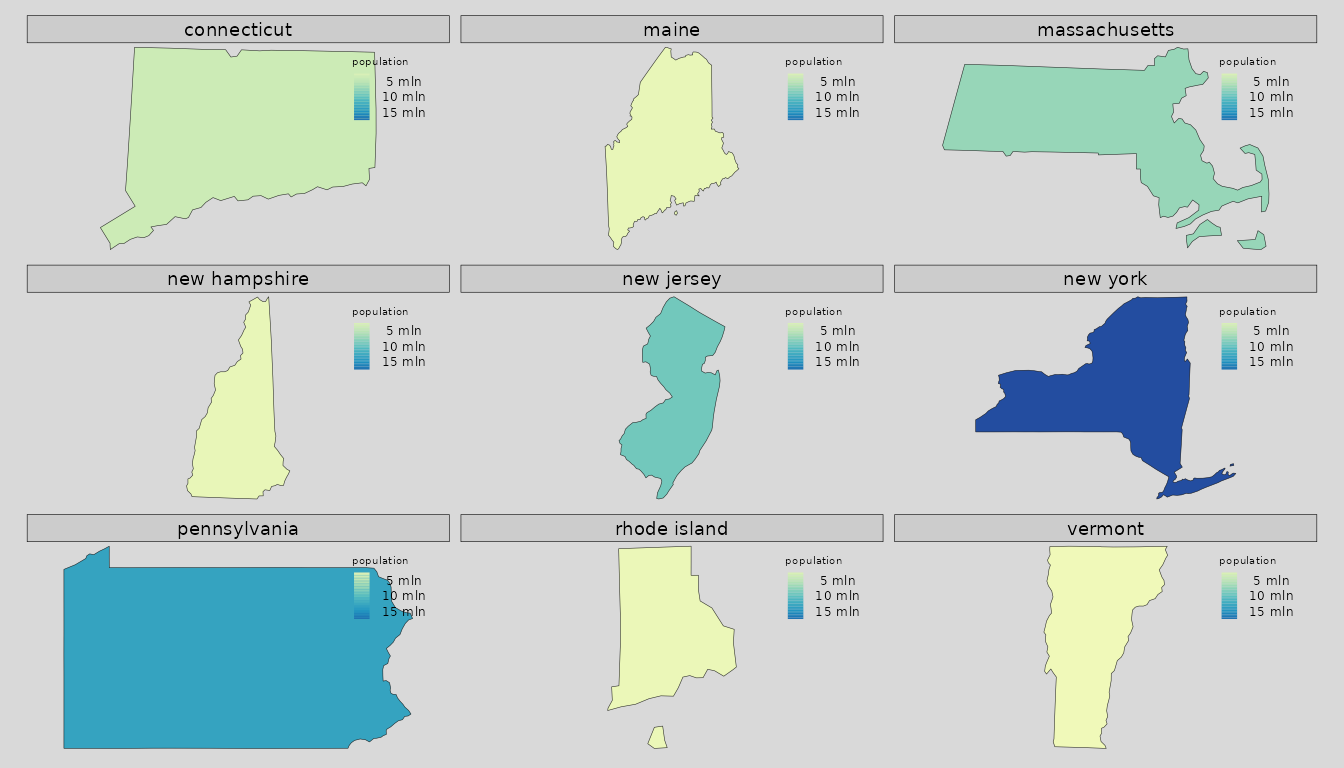 connecticut
population
5 mln
10 mln
15 mln
maine
population
5 mln
10 mln
15 mln
massachusetts
population
5 mln
10 mln
15 mln
new hampshire
population
5 mln
10 mln
15 mln
new jersey
population
5 mln
10 mln
15 mln
new york
population
5 mln
10 mln
15 mln
pennsylvania
population
5 mln
10 mln
15 mln
rhode island
population
5 mln
10 mln
15 mln
vermont
population
5 mln
10 mln
15 mln